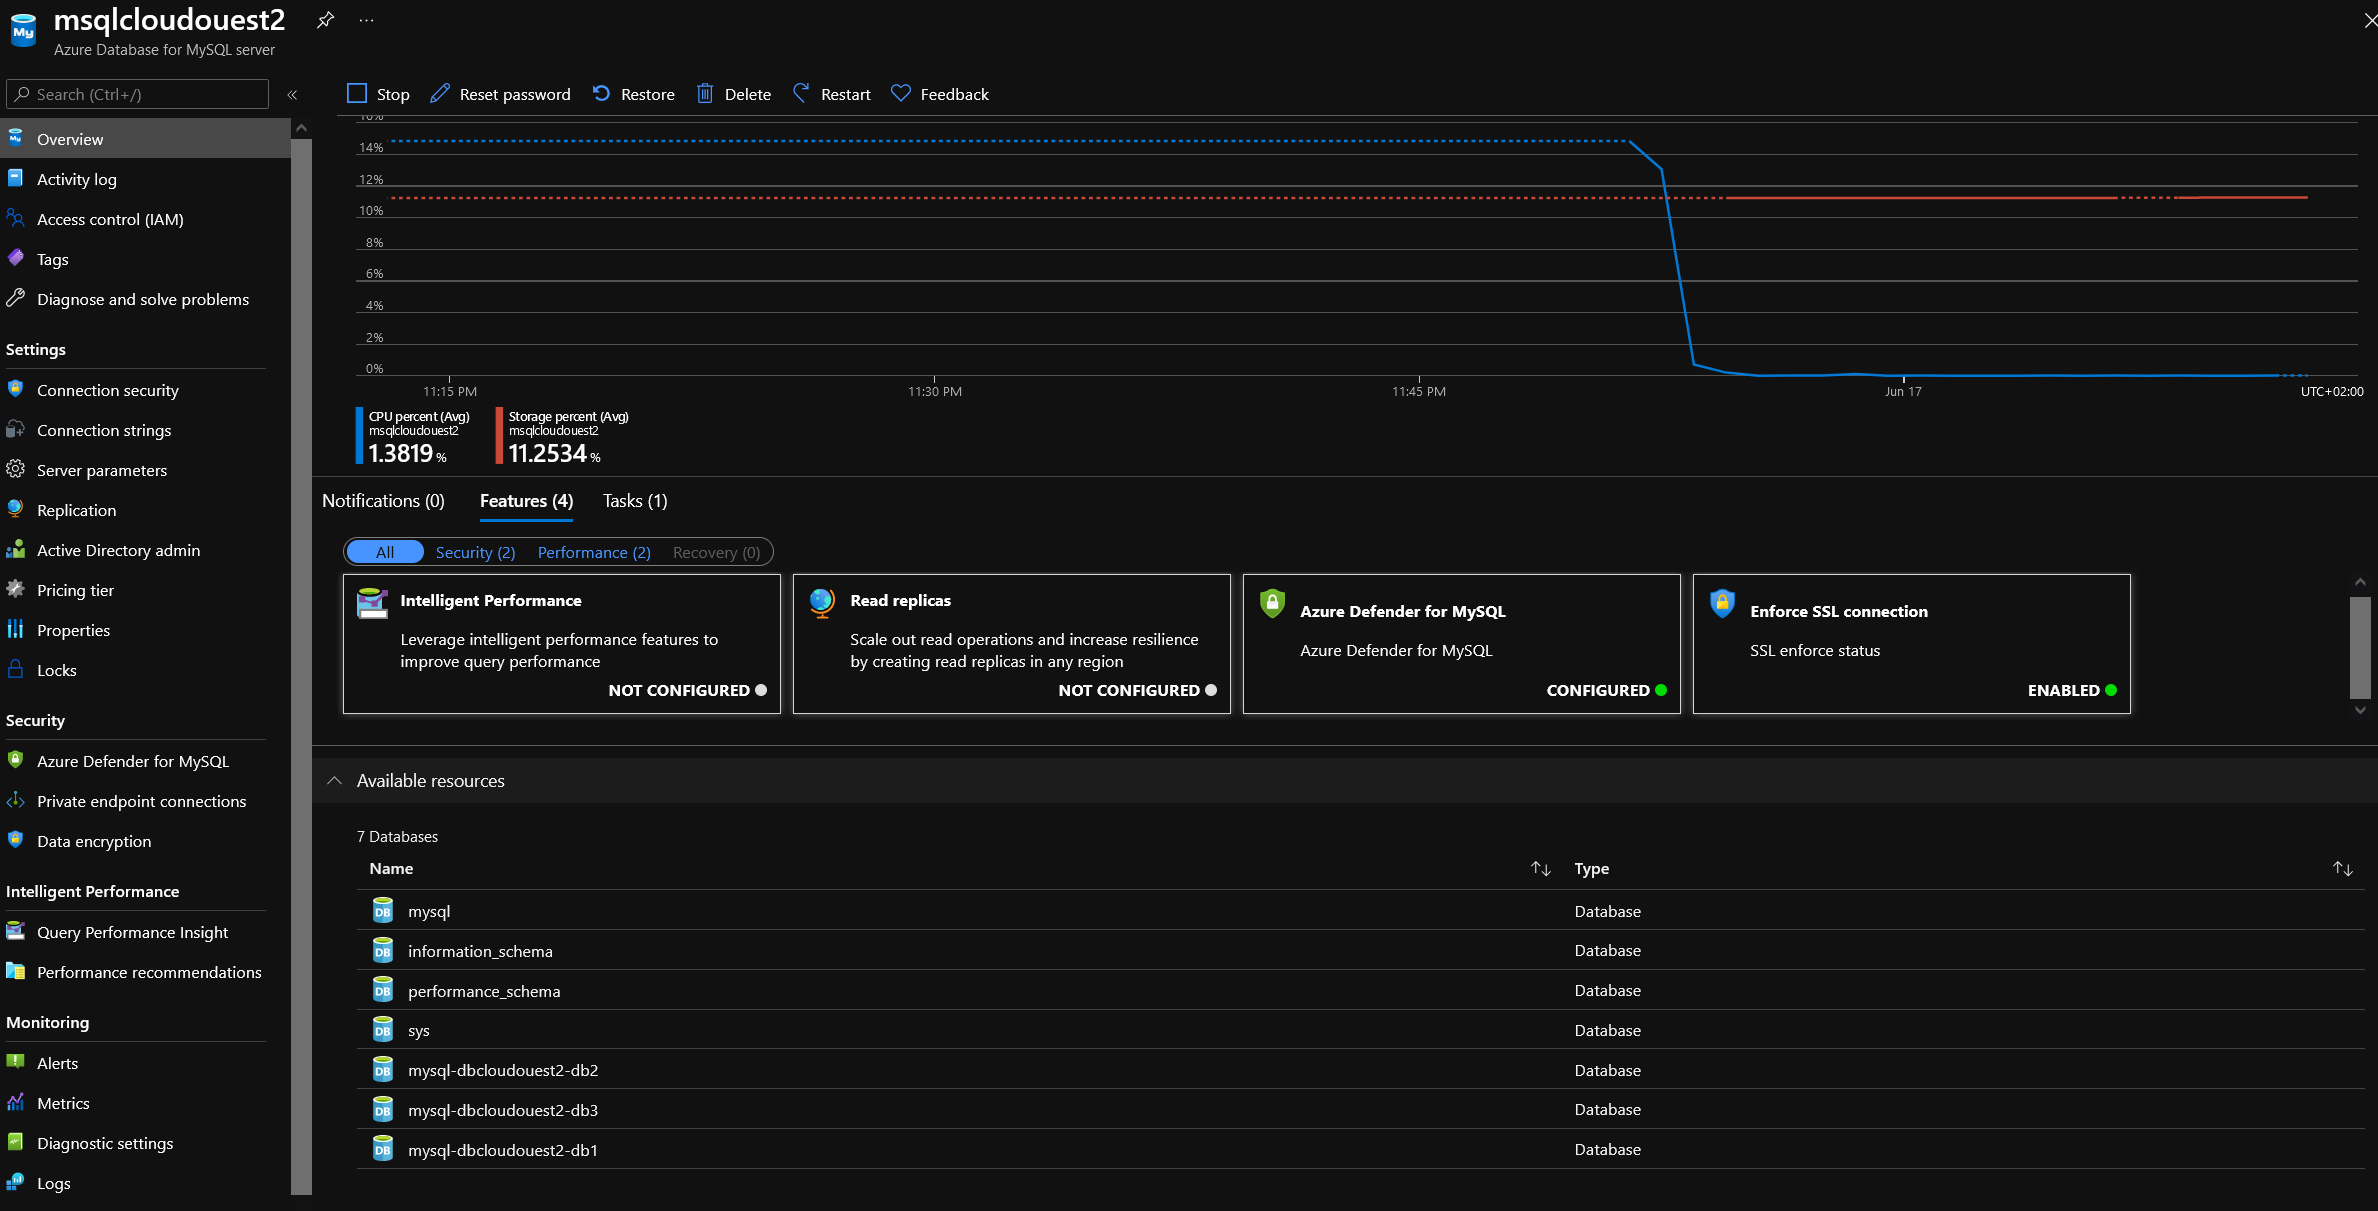 msqlcloudouest2
Azure Database for MySQL server
Search (Ctrl+/)
Overview
Activity log
Access control (IAM)
Tags
Diagnose and solve problems
Settings
Connection security
Connection strings
Server parameters
Replication
Active Directory admin
Pricing tier
Properties
Locks
Security
Azure Defender for MySQL
Private endpoint connections
Data encryption
Intelligent Performance
Query Performance Insight
Performance recommendations
Monitoring
Alerts
Metrics
Diagnostic settings
Logs
Stop Reset password Restore Delete Restart Feedback
16%
14%
12%
10%
8%
6%
4%
2%
0%
11:15 PM 11:30 PM 11:45 PM Jun 17 UTC+02:00
CPU percent (Avg)
msqlcloudouest2
1.3819 %
Storage percent (Avg)
msqlcloudouest2
11.2534 %
Notifications (0) Features (4) Tasks (1)
All Security (2) Performance (2) Recovery (0)
Intelligent Performance
Leverage intelligent performance features to
improve query performance
NOT CONFIGURED
Read replicas
Scale out read operations and increase resilience
by creating read replicas in any region
NOT CONFIGURED
Azure Defender for MySQL
Azure Defender for MySQL
CONFIGURED
Enforce SSL connection
SSL enforce status
ENABLED
Available resources
7 Databases
Name Type
mysql Database
information_schema Database
performance_schema Database
sys Database
mysql-dbcloudouest2-db2 Database
mysql-dbcloudouest2-db3 Database
mysql-dbcloudouest2-db1 Database